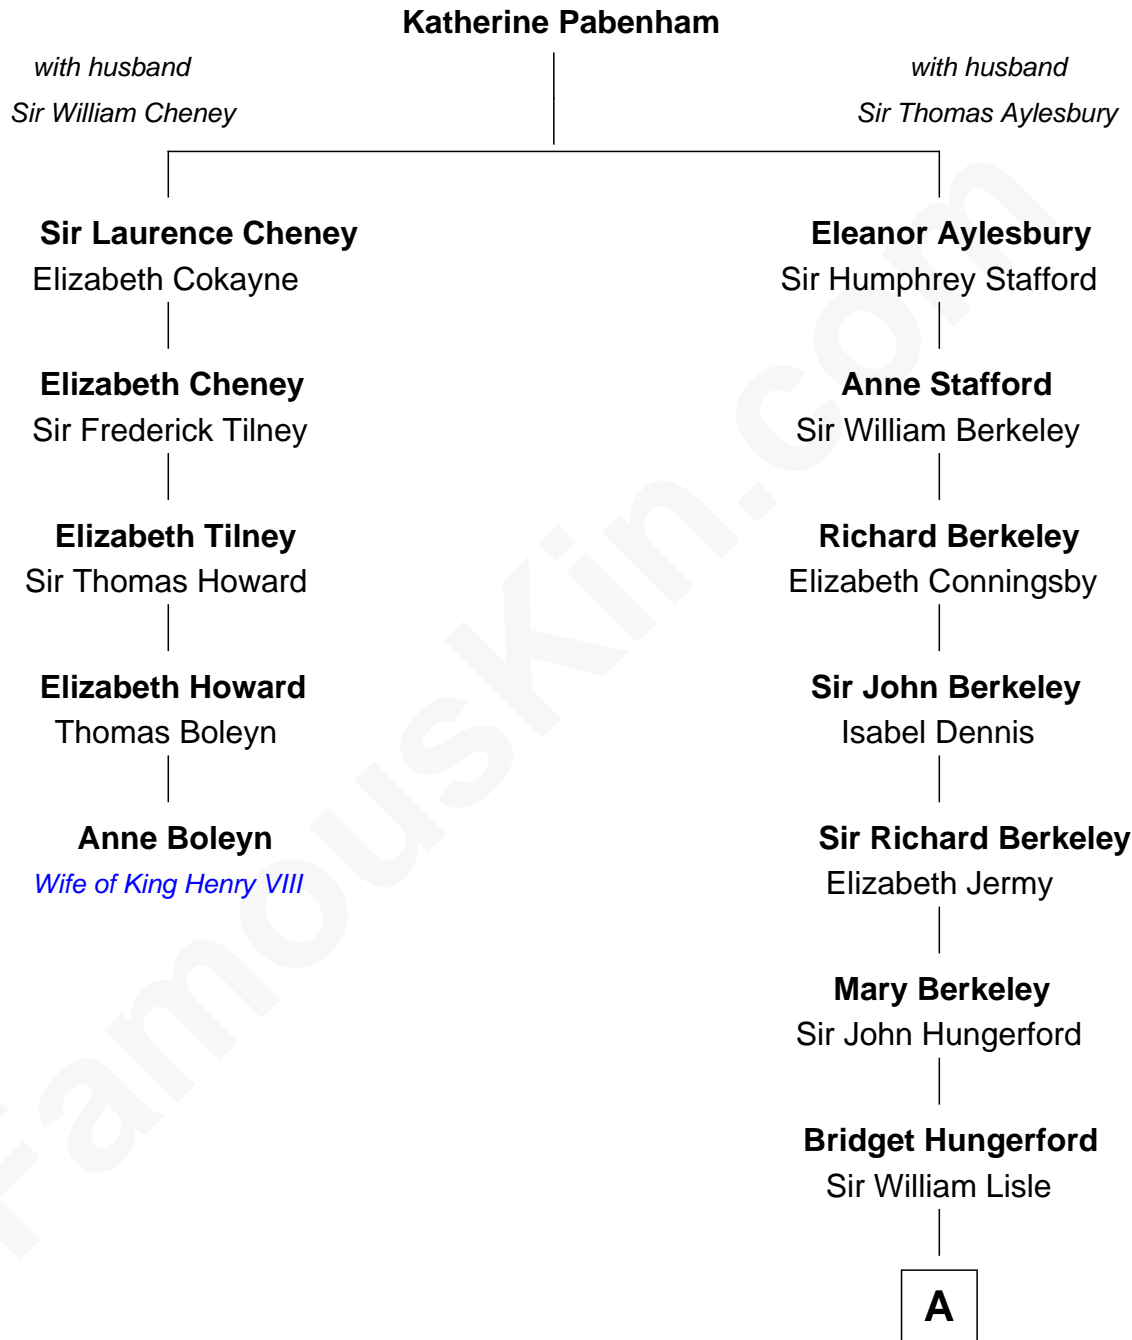 Katherine Pabenham
with husband
Sir William Cheney
with husband
Sir Thomas Aylesbury
Sir Laurence Cheney
Elizabeth Cokayne
Elizabeth Cheney
Sir Frederick Tilney
Elizabeth Tilney
Sir Thomas Howard
Elizabeth Howard
Thomas Boleyn
Anne Boleyn
Wife of King Henry VIII
Eleanor Aylesbury
Sir Humphrey Stafford
Anne Stafford
Sir William Berkeley
Richard Berkeley
Elizabeth Conningsby
Sir John Berkeley
Isabel Dennis
Sir Richard Berkeley
Elizabeth Jermy
Mary Berkeley
Sir John Hungerford
Bridget Hungerford
Sir William Lisle
A
FamousKin.com